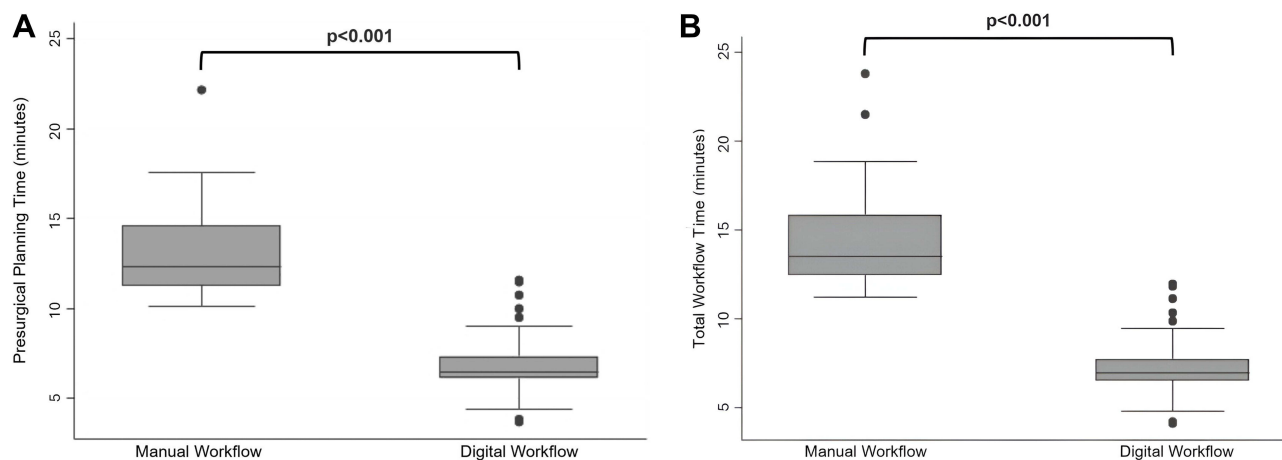 A
p<0.001
Presurgical Planning Time (minutes)
25
20
15
10
5
Manual Workflow
Digital Workflow
B
p<0.001
Total Workflow Time (minutes)
25
20
15
10
5
Manual Workflow
Digital Workflow